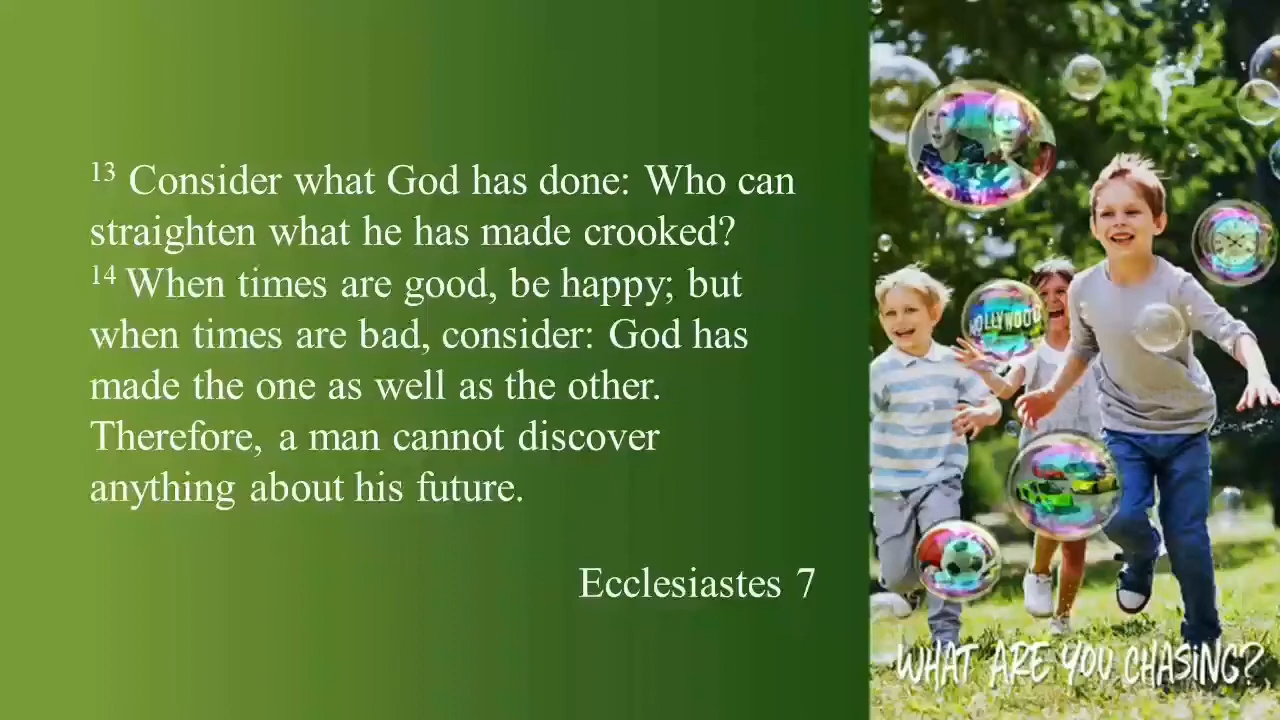 ¹³ Consider what God has done: Who can
straighten what he has made crooked?
¹⁴ When times are good, be happy; but
when times are bad, consider: God has
made the one as well as the other.
Therefore, a man cannot discover
anything about his future.
Ecclesiastes 7
HOLLYWOOD
WHAT ARE YOU CHASING?